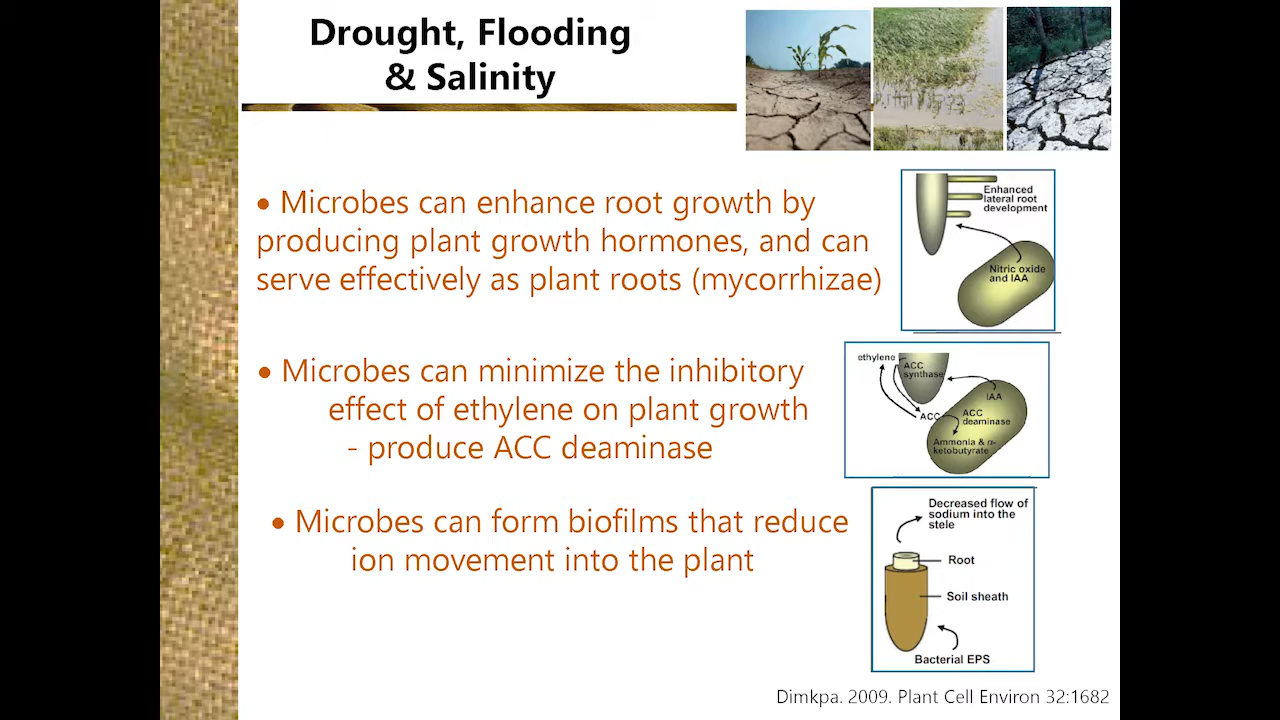 Drought, Flooding
& Salinity
• Microbes can enhance root growth by
producing plant growth hormones, and can
serve effectively as plant roots (mycorrhizae)
Enhanced
lateral root
development
Nitric oxide
and IAA
• Microbes can minimize the inhibitory
effect of ethylene on plant growth
- produce ACC deaminase
ethylene
ACC
synthase
IAA
ACC
ACC
deaminase
Ammonia & α-
ketobutyrate
• Microbes can form biofilms that reduce
ion movement into the plant
Decreased flow of
sodium into the
stele
Root
Soil sheath
Bacterial EPS
Dimkpa. 2009. Plant Cell Environ 32:1682